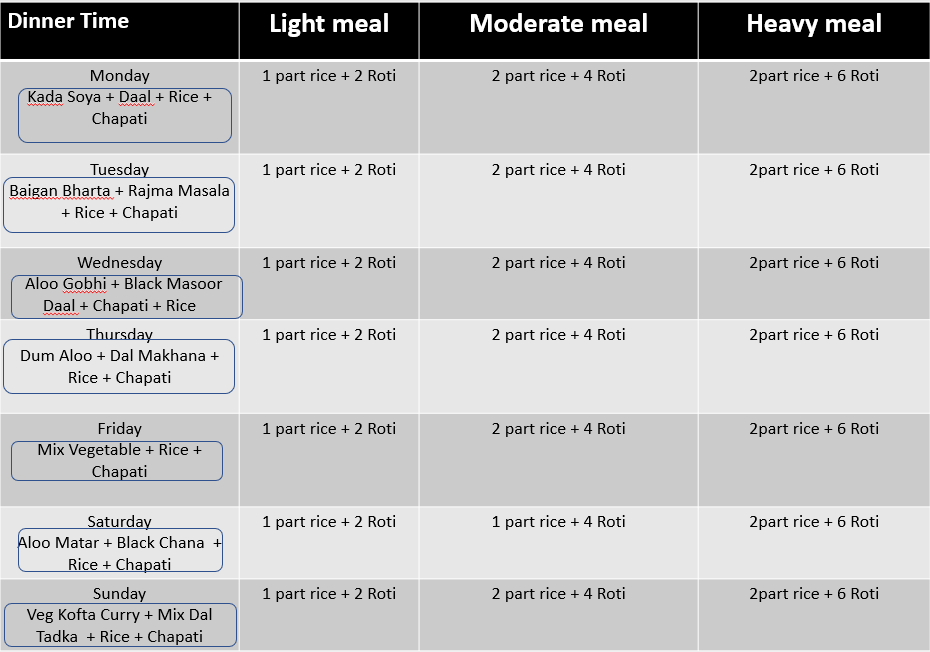 Dinner Time
Light meal
Moderate meal
Heavy meal
Monday
Kada Soya + Daal + Rice +
Chapati
1 part rice + 2 Roti
2 part rice + 4 Roti
2part rice + 6 Roti
Tuesday
Baigan Bharta + Rajma Masala
+ Rice + Chapati
1 part rice + 2 Roti
2 part rice + 4 Roti
2part rice + 6 Roti
Wednesday
Aloo Gobhi + Black Masoor
Daal + Chapati + Rice
1 part rice + 2 Roti
2 part rice + 4 Roti
2part rice + 6 Roti
Thursday
Dum Aloo + Dal Makhana +
Rice + Chapati
1 part rice + 2 Roti
2 part rice + 4 Roti
2part rice + 6 Roti
Friday
Mix Vegetable + Rice +
Chapati
1 part rice + 2 Roti
2 part rice + 4 Roti
2part rice + 6 Roti
Saturday
Aloo Matar + Black Chana  +
Rice + Chapati
1 part rice + 2 Roti
1 part rice + 4 Roti
2part rice + 6 Roti
Sunday
Veg Kofta Curry + Mix Dal
Tadka  + Rice + Chapati
1 part rice + 2 Roti
2 part rice + 4 Roti
2part rice + 6 Roti